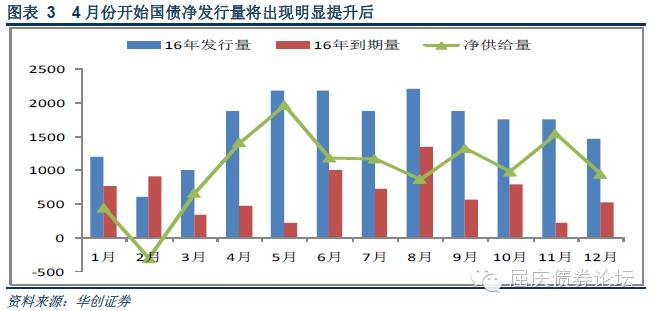 图表 3 4 月份开始国债净发行量将出现明显提升后
16年发行量 16年到期量 净供给量
2500
2000
1500
1000
500
0
-500
1月 2月 3月 4月 5月 6月 7月 8月 9月 10月 11月 12月
屈庆债券论坛
资料来源：华创证券